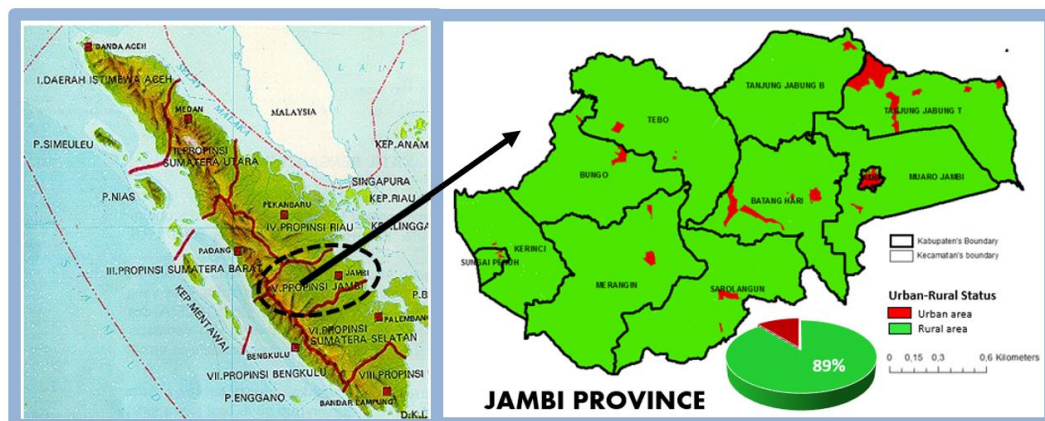 BANDA ACEH
I.DAERAH ISTIMEWA ACEH
LAUT
MALAKA
MEDAN
MALAYSIA
P.SIMEULEU
II.PROPINSI
SUMATERA UTARA
KEP.ANAM
P.NIAS
SINGAPURA
PEKANBARU
KEP.RIAU
IV.PROPINSI RIAU
KEP.LINGGA
PADANG
III.PROPINSI SUMATERA BARAT
JAMBI
V.PROPINSI JAMBI
KEP.MENTAWAI
P.B
PALEMBANG
VI.PROPINSI
SUMATERA SELATAN
BENGKULU
VII.PROPINSI BENGKULU
VIII.PROPINSI
P.ENGGANO
BANDAR LAMPUNG
D.K.I.
TANJUNG JABUNG B
TANJUNG JABUNG T
TEBO
BUNGO
MUARO JAMBI
BATANG HARI
KERINCI
SUNGAI PENUH
MERANGIN
SAROLANGUN
Kabupaten's Boundary
Kecamatan's boundary
Urban-Rural Status
Urban area
Rural area
0 0,15 0,3 0,6 Kilometers
89%
JAMBI PROVINCE